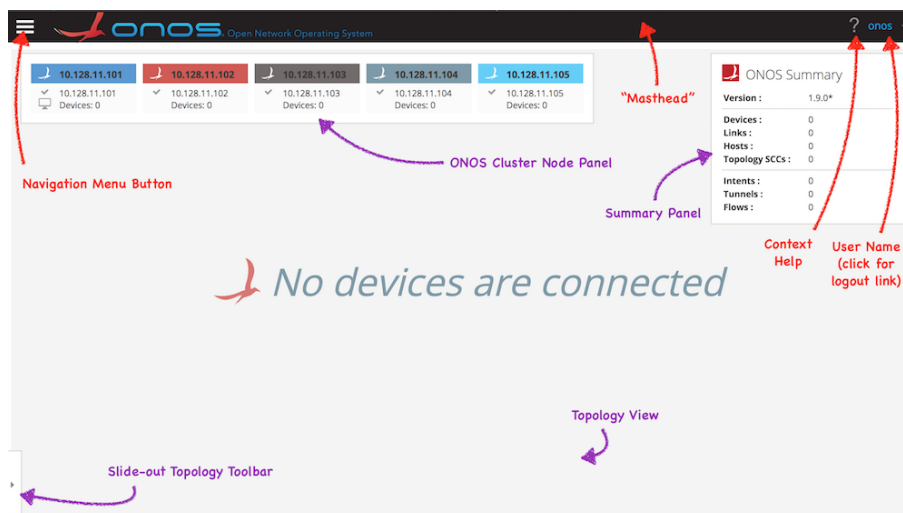 onos Open Network Operating System ? onos
10.128.11.101 10.128.11.102 10.128.11.103 10.128.11.104 10.128.11.105
10.128.11.101 10.128.11.102 10.128.11.103 10.128.11.104 10.128.11.105
Devices: 0 Devices: 0 Devices: 0 Devices: 0 Devices: 0
"Masthead"
ONOS Summary
Version : 1.9.0*
Devices : 0
Links : 0
Hosts : 0
Topology SCCs : 0
Intents : 0
Tunnels : 0
Flows : 0
ONOS Cluster Node Panel
Navigation Menu Button
Summary Panel
Context
Help
User Name
(click for
logout link)
No devices are connected
Topology View
Slide-out Topology Toolbar